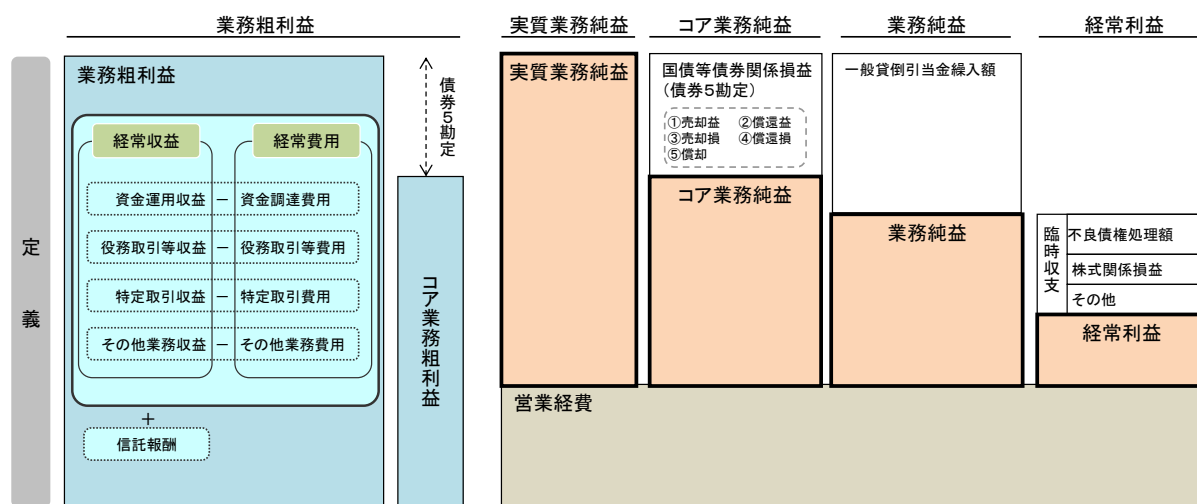 業務粗利益
実質業務純益
コア業務純益
業務純益
経常利益
定義
業務粗利益
経常収益
経常費用
資金運用収益 － 資金調達費用
役務取引等収益 － 役務取引等費用
特定取引収益 － 特定取引費用
その他業務収益 － その他業務費用
＋
信託報酬
債券5勘定
コア業務粗利益
実質業務純益
国債等債券関係損益
(債券5勘定)
①売却益 ②償還益
③売却損 ④償還損
⑤償却
コア業務純益
一般貸倒引当金繰入額
業務純益
臨時収支
不良債権処理額
株式関係損益
その他
経常利益
営業経費